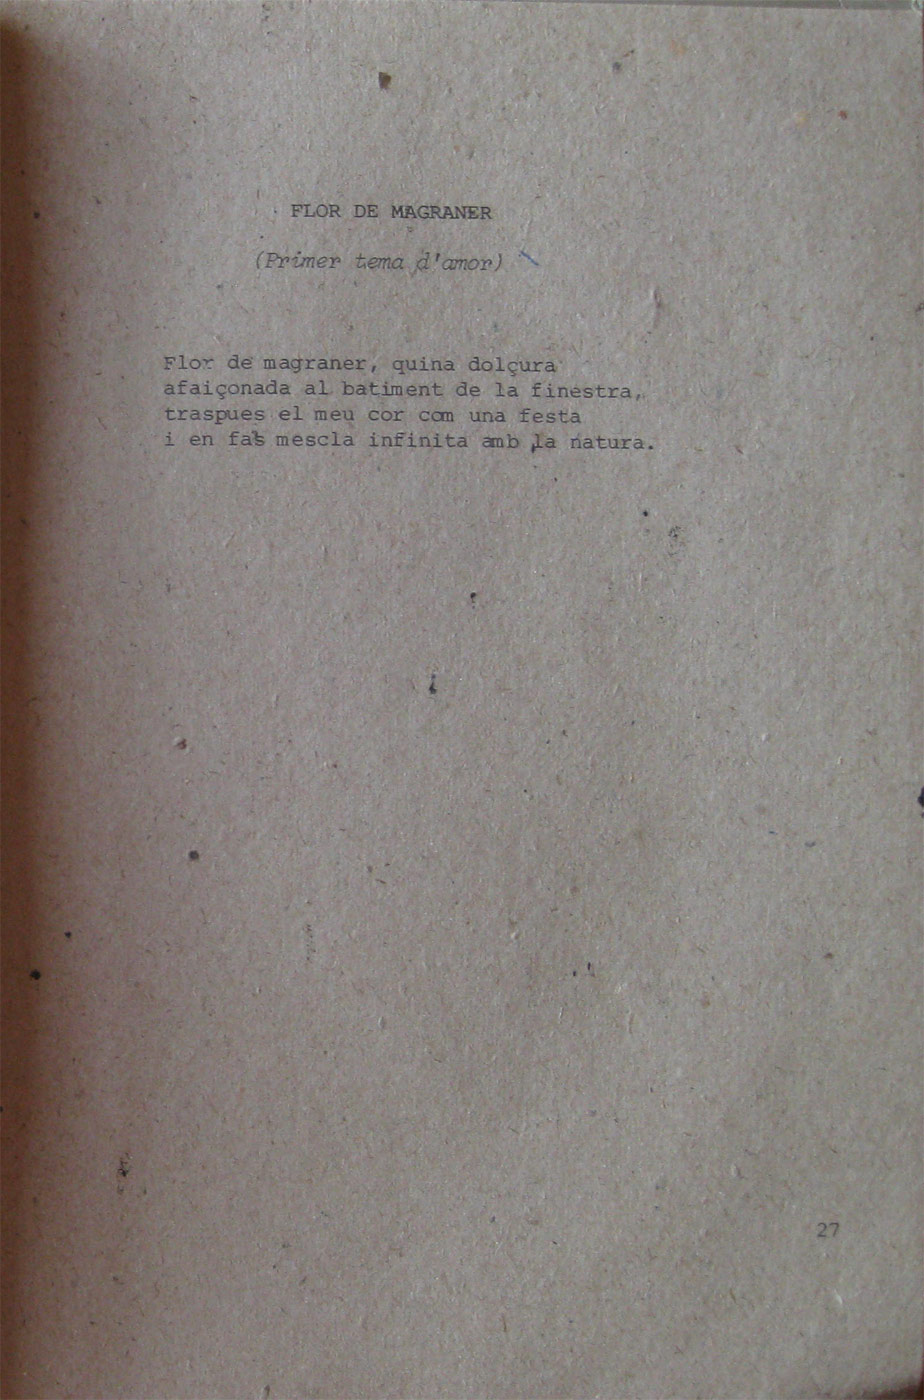 FLOR DE MAGRANER
(Primer tema d'amor)
Flor de magraner, quina dolçura
afaiçonada al batiment de la finestra,
traspues el meu cor com una festa
i en fas mescla infinita amb la natura.
27